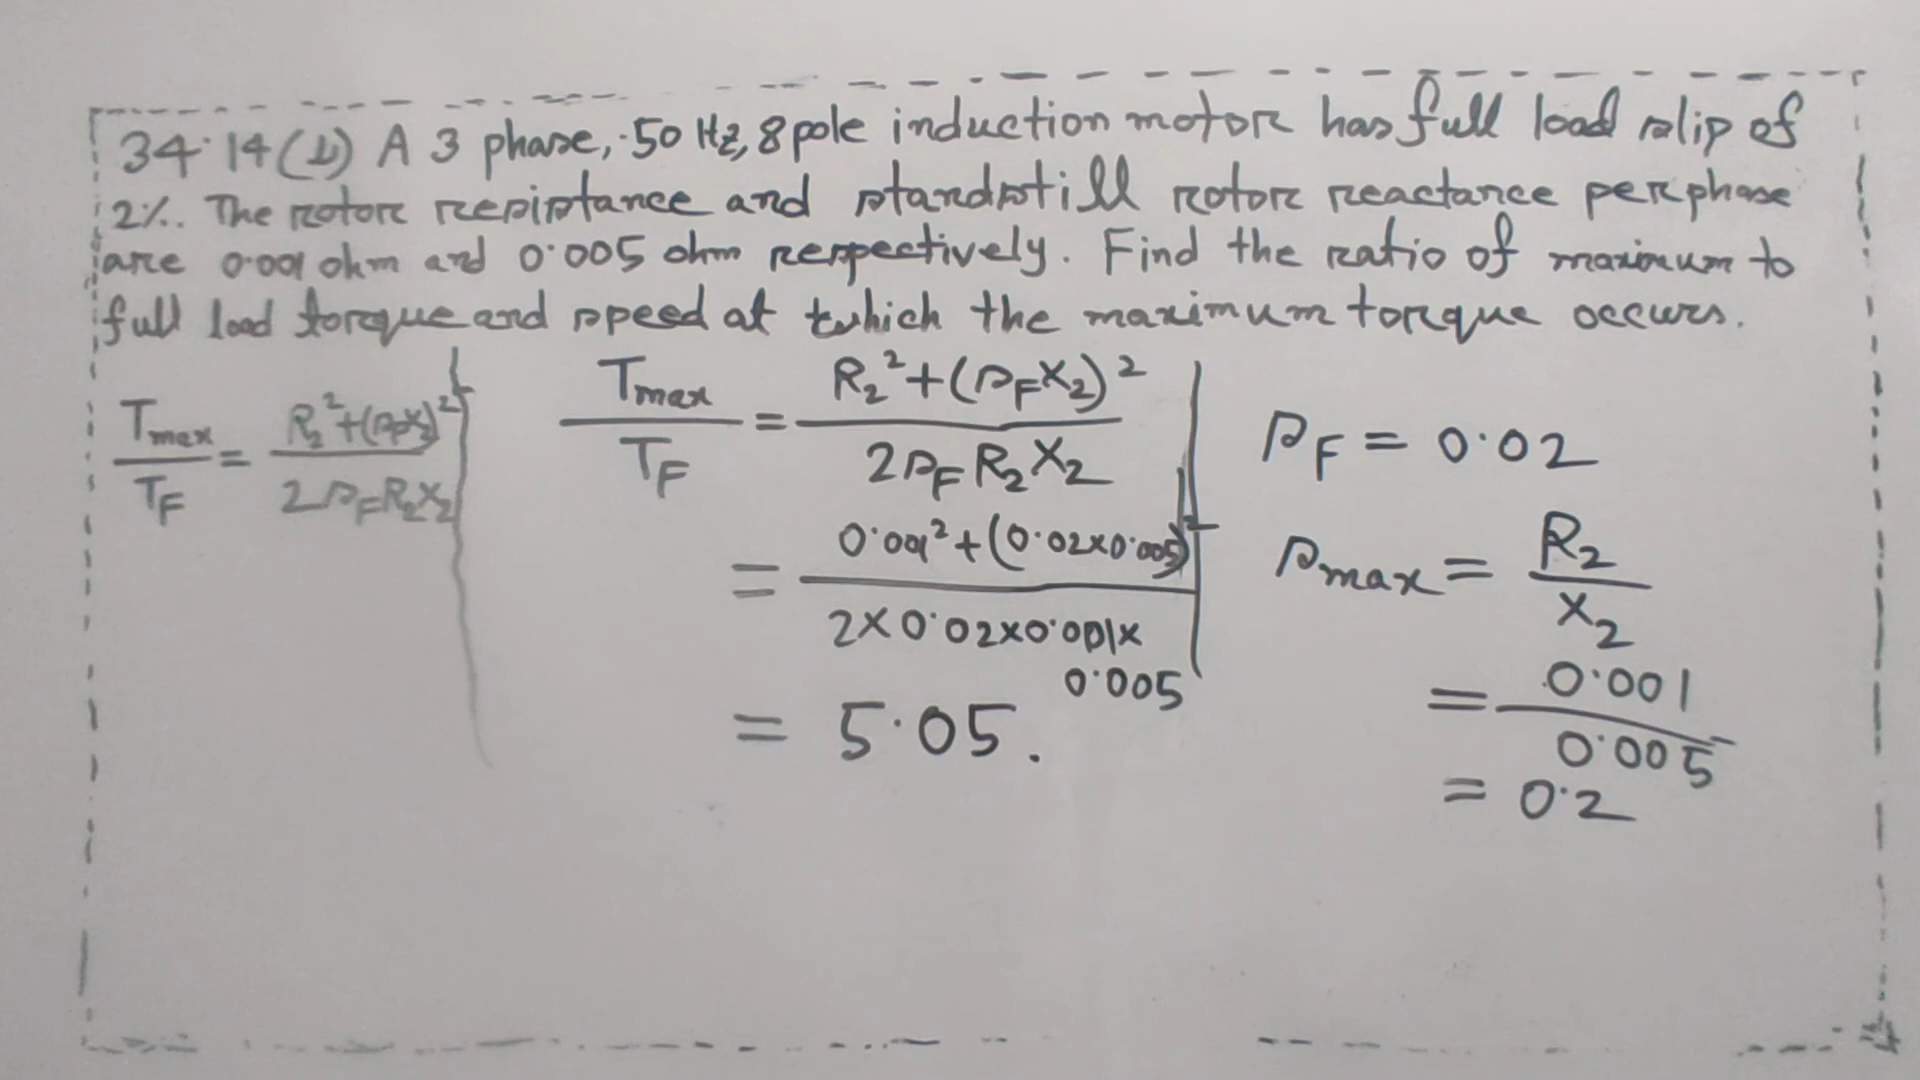 34.14(b) A 3 phase, 50 Hz, 8 pole induction motor has full load slip of
2%. The rotor resistance and standstill rotor reactance per phase
are 0.001 ohm and 0.005 ohm respectively. Find the ratio of maximum to
full load torque and speed at which the maximum torque occurs.
Tmax/TF = R₂²+(sFX₂)²/2sFR₂X₂
Tmax/TF = R₂²+(sFX₂)²/2sFR₂X₂
= 0.001²+(0.02×0.005)²/2×0.02×0.001×0.005
= 5.05.
sF = 0.02
smax = R₂/X₂
= 0.001/0.005
= 0.2